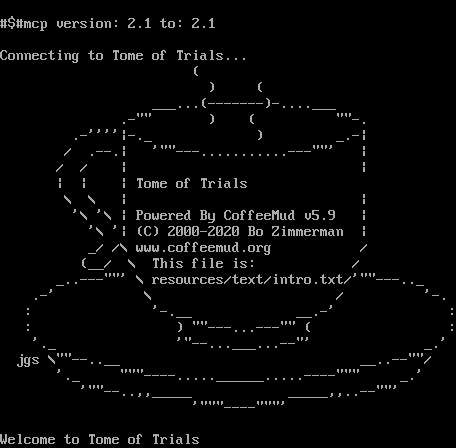 #$#mcp version: 2.1 to: 2.1
Connecting to Tome of Trials...
Tome of Trials
Powered By CoffeeMud v5.9
(C) 2000-2020 Bo Zimmerman
www.coffeemud.org
This file is:
resources/text/intro.txt
jgs
Welcome to Tome of Trials